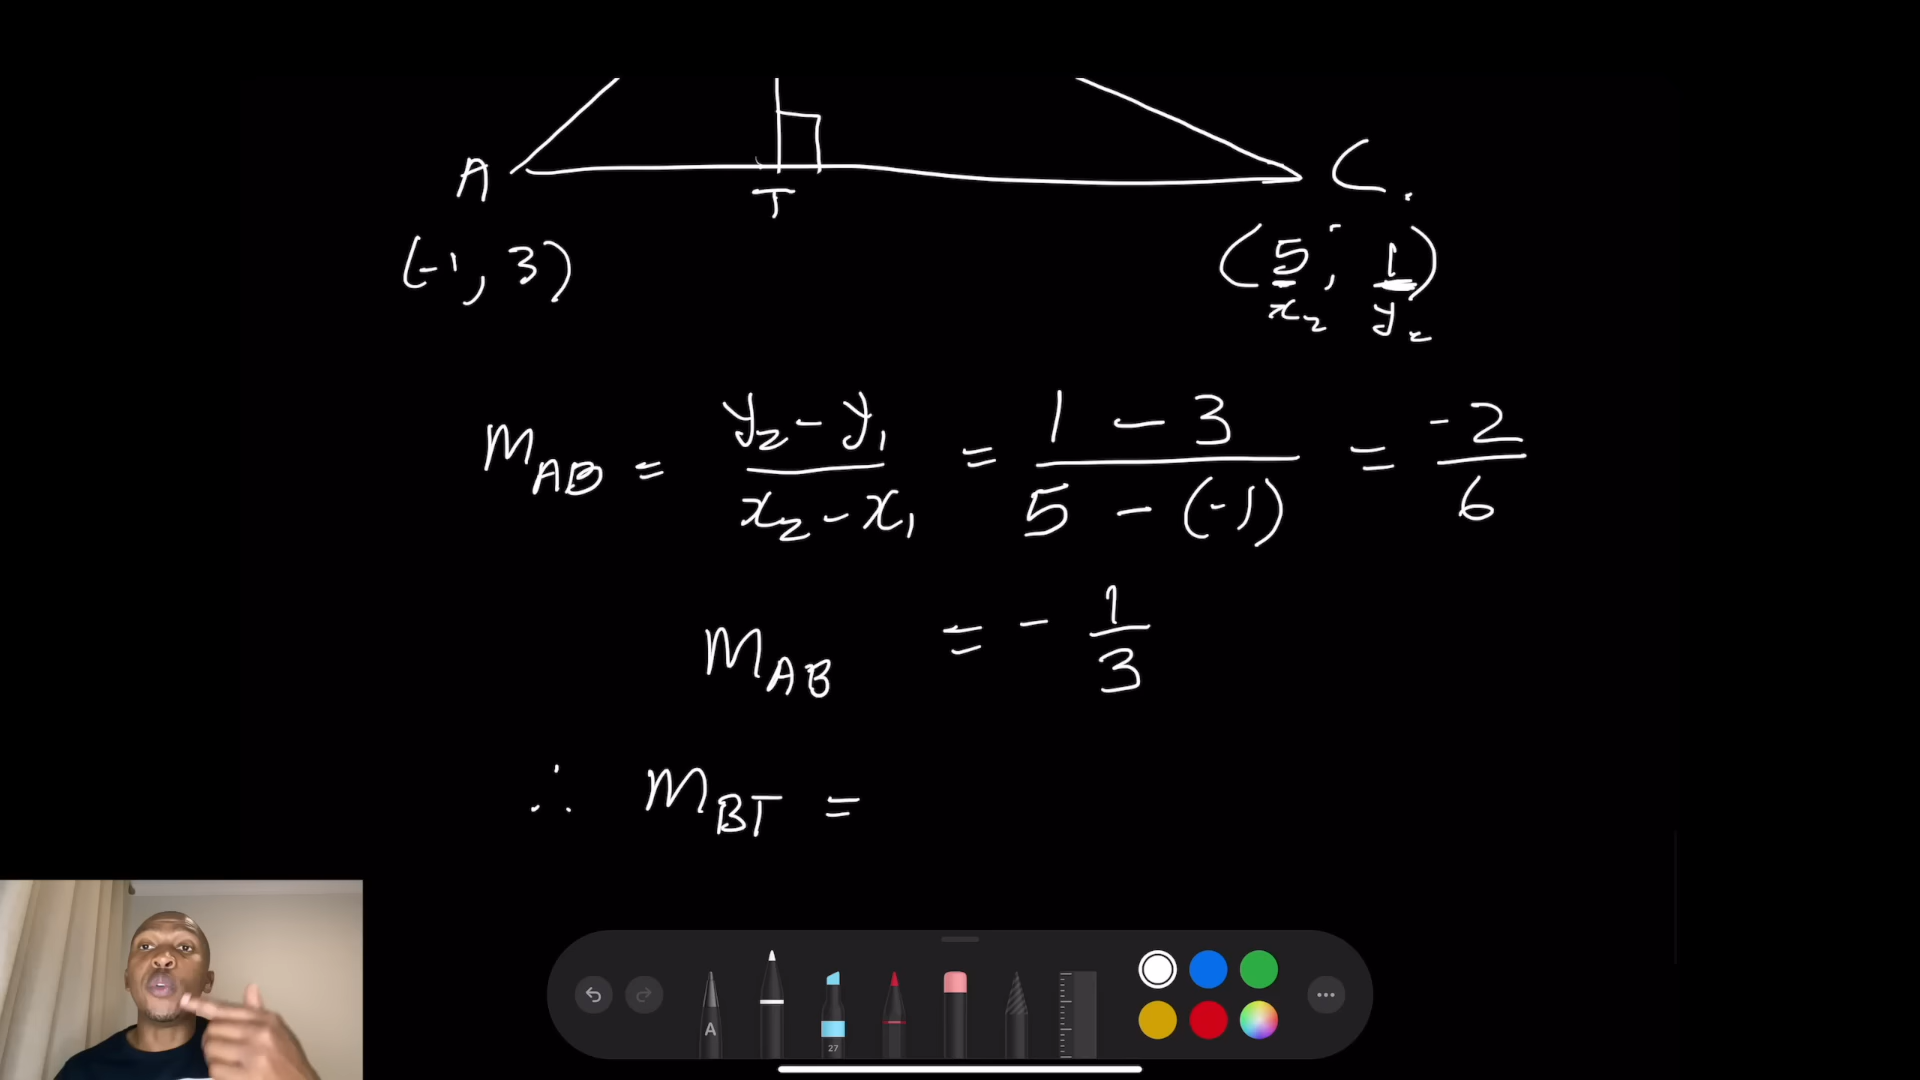 A
T
C.
(-1, 3)
(5; 1)
x₂ y₂
M_AB = (y₂ - y₁)/(x₂ - x₁) = (1 - 3)/(5 - (-1)) = -2/6
M_AB = -1/3
∴ M_BT =
A
27